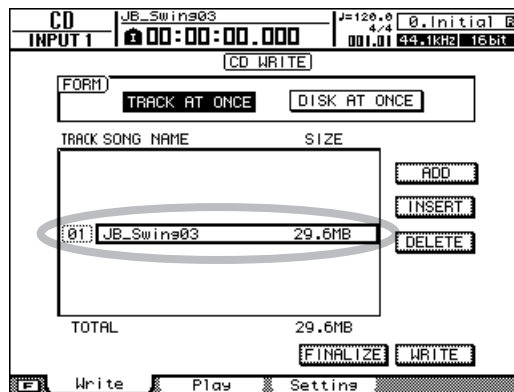 CD
INPUT 1
JB_Swing03
00:00:00.000
J=120.0
4/4
001.01
0.Initial
44.1kHz 16bit
CD WRITE
FORM
TRACK AT ONCE DISK AT ONCE
TRACK SONG NAME SIZE
01 JB_Swing03 29.6MB
ADD
INSERT
DELETE
TOTAL 29.6MB
FINALIZE WRITE
F Write Play Setting